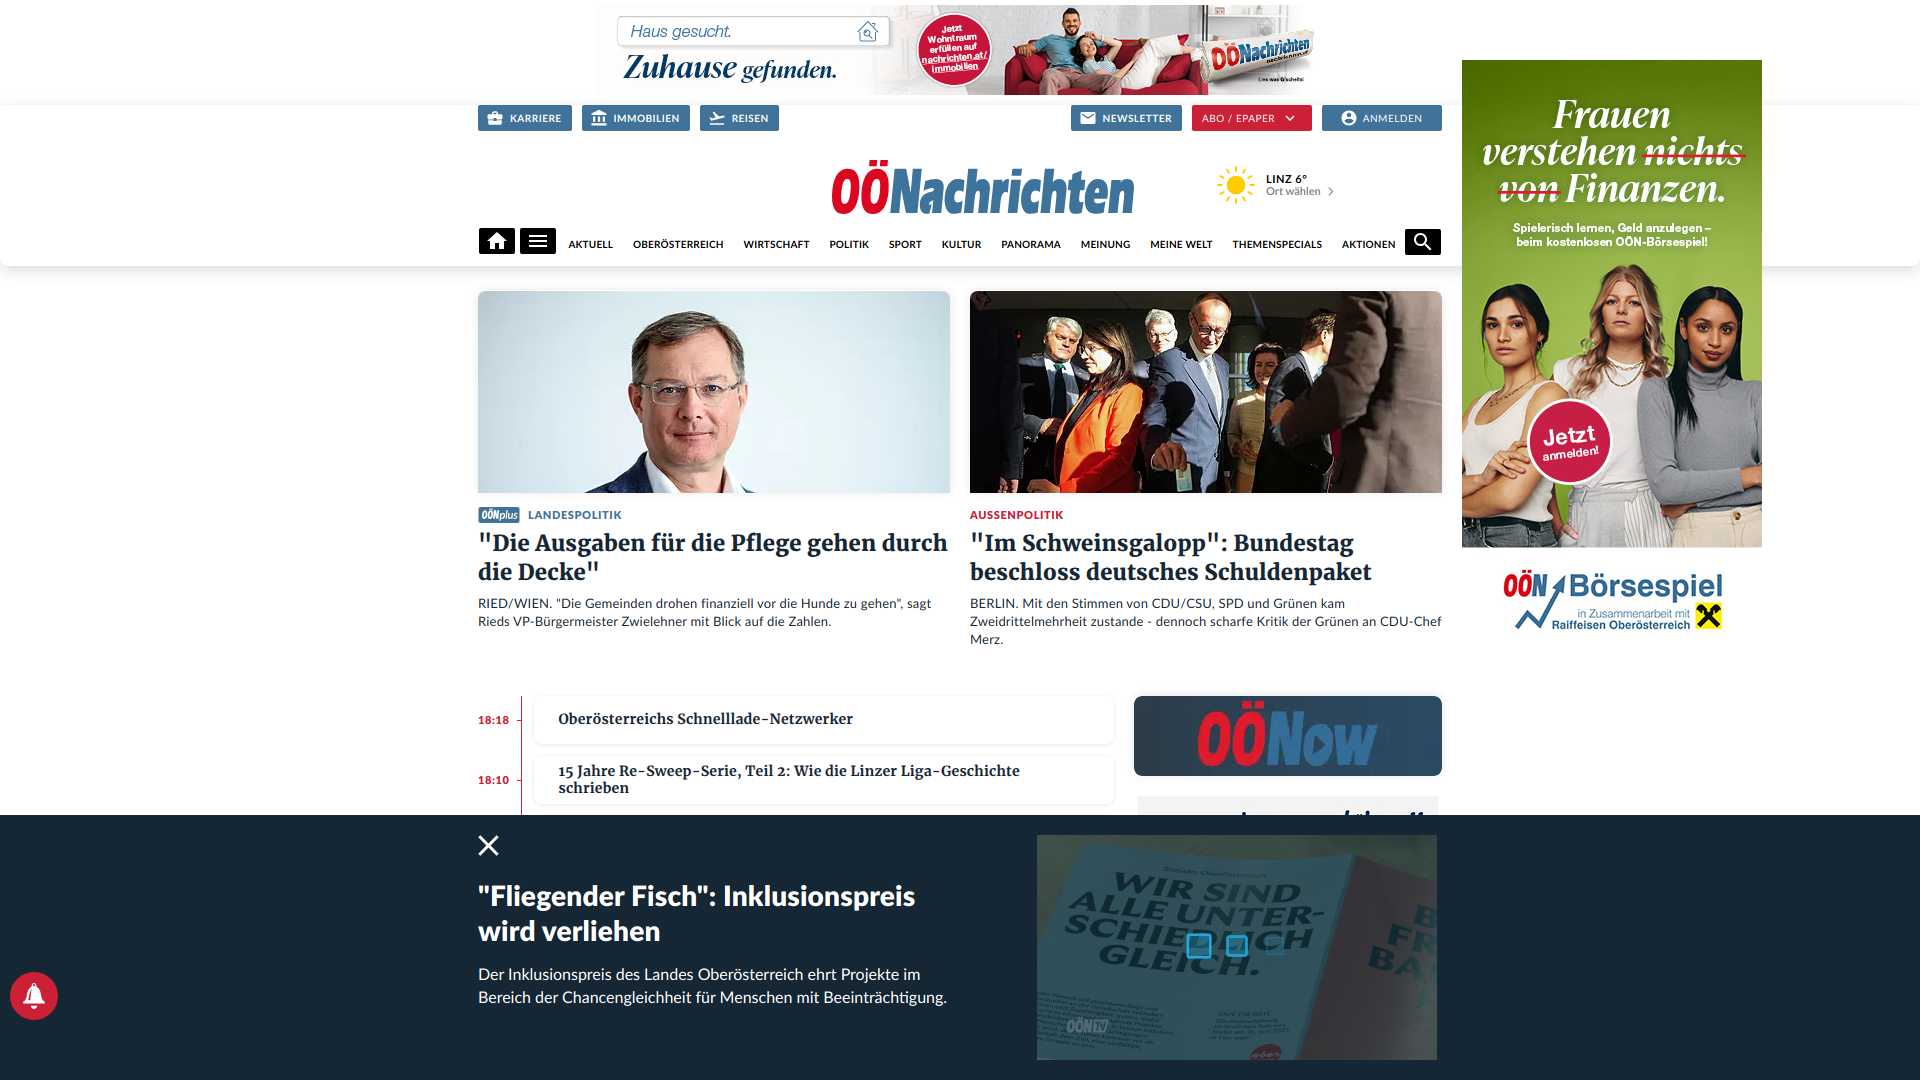 Haus gesucht.
Zuhause gefunden.
Jetzt
Wohntraum
erfüllen auf
nachrichten.at/
immobilien
OÖNachrichten
Lies was G'scheits!
KARRIERE
IMMOBILIEN
REISEN
NEWSLETTER
ABO / EPAPER
ANMELDEN
OÖNachrichten
LINZ 6°
Ort wählen
AKTUELL
OBERÖSTERREICH
WIRTSCHAFT
POLITIK
SPORT
KULTUR
PANORAMA
MEINUNG
MEINE WELT
THEMENSPECIALS
AKTIONEN
Frauen
verstehen nichts
von Finanzen.
Spielerisch lernen, Geld anzulegen –
beim kostenlosen OÖN-Börsespiel!
Jetzt
anmelden!
OÖN Börsespiel
in Zusammenarbeit mit
Raiffeisen Oberösterreich
OÖNplus LANDESPOLITIK
"Die Ausgaben für die Pflege gehen durch
die Decke"
RIED/WIEN. "Die Gemeinden drohen finanziell vor die Hunde zu gehen", sagt
Rieds VP-Bürgermeister Zwielehner mit Blick auf die Zahlen.
AUSSENPOLITIK
"Im Schweinsgalopp": Bundestag
beschloss deutsches Schuldenpaket
BERLIN. Mit den Stimmen von CDU/CSU, SPD und Grünen kam
Zweidrittelmehrheit zustande - dennoch scharfe Kritik der Grünen an CDU-Chef
Merz.
18:18
Oberösterreichs Schnelllade-Netzwerker
18:10
15 Jahre Re-Sweep-Serie, Teil 2: Wie die Linzer Liga-Geschichte
schrieben
OÖNow
"Fliegender Fisch": Inklusionspreis
wird verliehen
Der Inklusionspreis des Landes Oberösterreich ehrt Projekte im
Bereich der Chancengleichheit für Menschen mit Beeinträchtigung.
WIR SIND
ALLE UNTER-
SCHIEDLICH
GLEICH.
OÖNTV